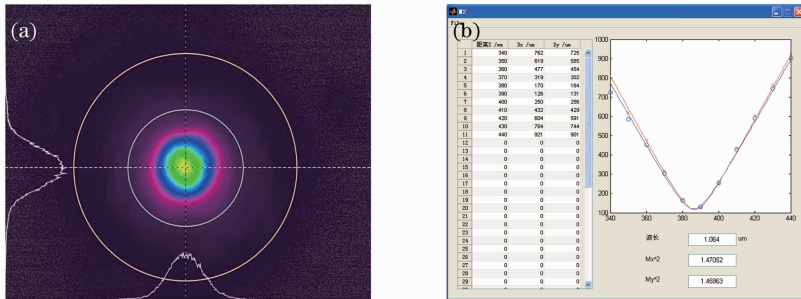 (a)
M2
File
(b)
距离Z /mm Dx /um Dy /um
1 340 762 725
2 350 619 585
3 360 477 454
4 370 319 302
5 380 170 164
6 390 126 131
7 400 250 256
8 410 432 429
9 420 604 591
10 430 764 744
11 440 921 901
12 0 0 0
13 0 0 0
14 0 0 0
15 0 0 0
16 0 0 0
17 0 0 0
18 0 0 0
19 0 0 0
20 0 0 0
21 0 0 0
22 0 0 0
23 0 0 0
24 0 0 0
25 0 0 0
26 0 0 0
27 0 0 0
28 0 0 0
29 0 0 0
1000
900
800
700
600
500
400
300
200
100
340 360 380 400 420 440
波长 1.064 um
Mx^2 1.47052
My^2 1.45963